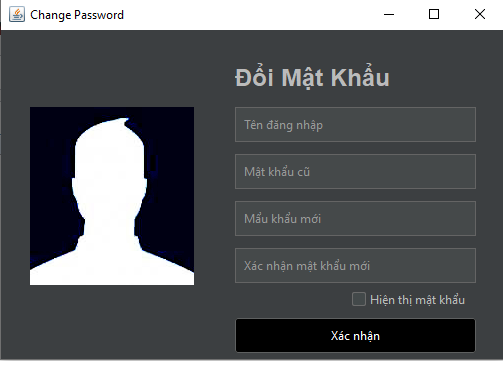 Change Password
Đổi Mật Khẩu
Tên đăng nhập
Mật khẩu cũ
Mẩu khẩu mới
Xác nhận mật khẩu mới
Hiện thị mật khẩu
Xác nhận